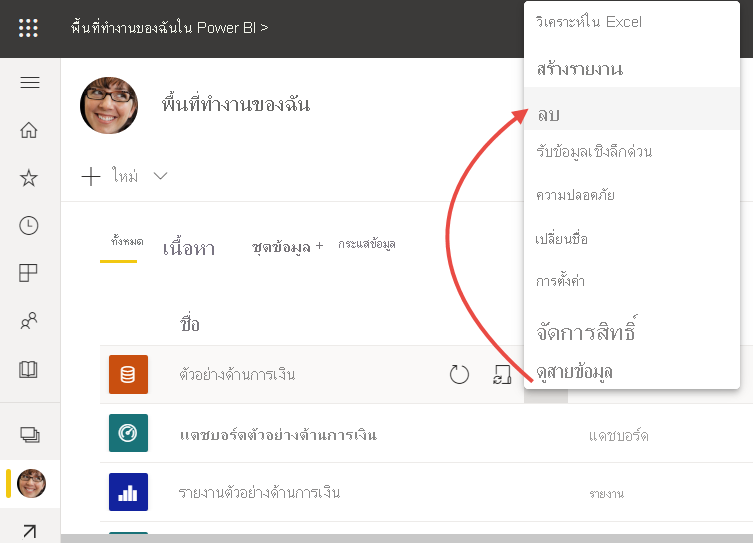 พื้นที่ทำงานของฉันใน Power BI >
พื้นที่ทำงานของฉัน
ใหม่
ทั้งหมด เนื้อหา ชุดข้อมูล + กระแสข้อมูล
ชื่อ
ตัวอย่างด้านการเงิน
แดชบอร์ดตัวอย่างด้านการเงิน แดชบอร์ด
รายงานตัวอย่างด้านการเงิน รายงาน
วิเคราะห์ใน Excel
สร้างรายงาน
ลบ
รับข้อมูลเชิงลึกด่วน
ความปลอดภัย
เปลี่ยนชื่อ
การตั้งค่า
จัดการสิทธิ์
ดูสายข้อมูล